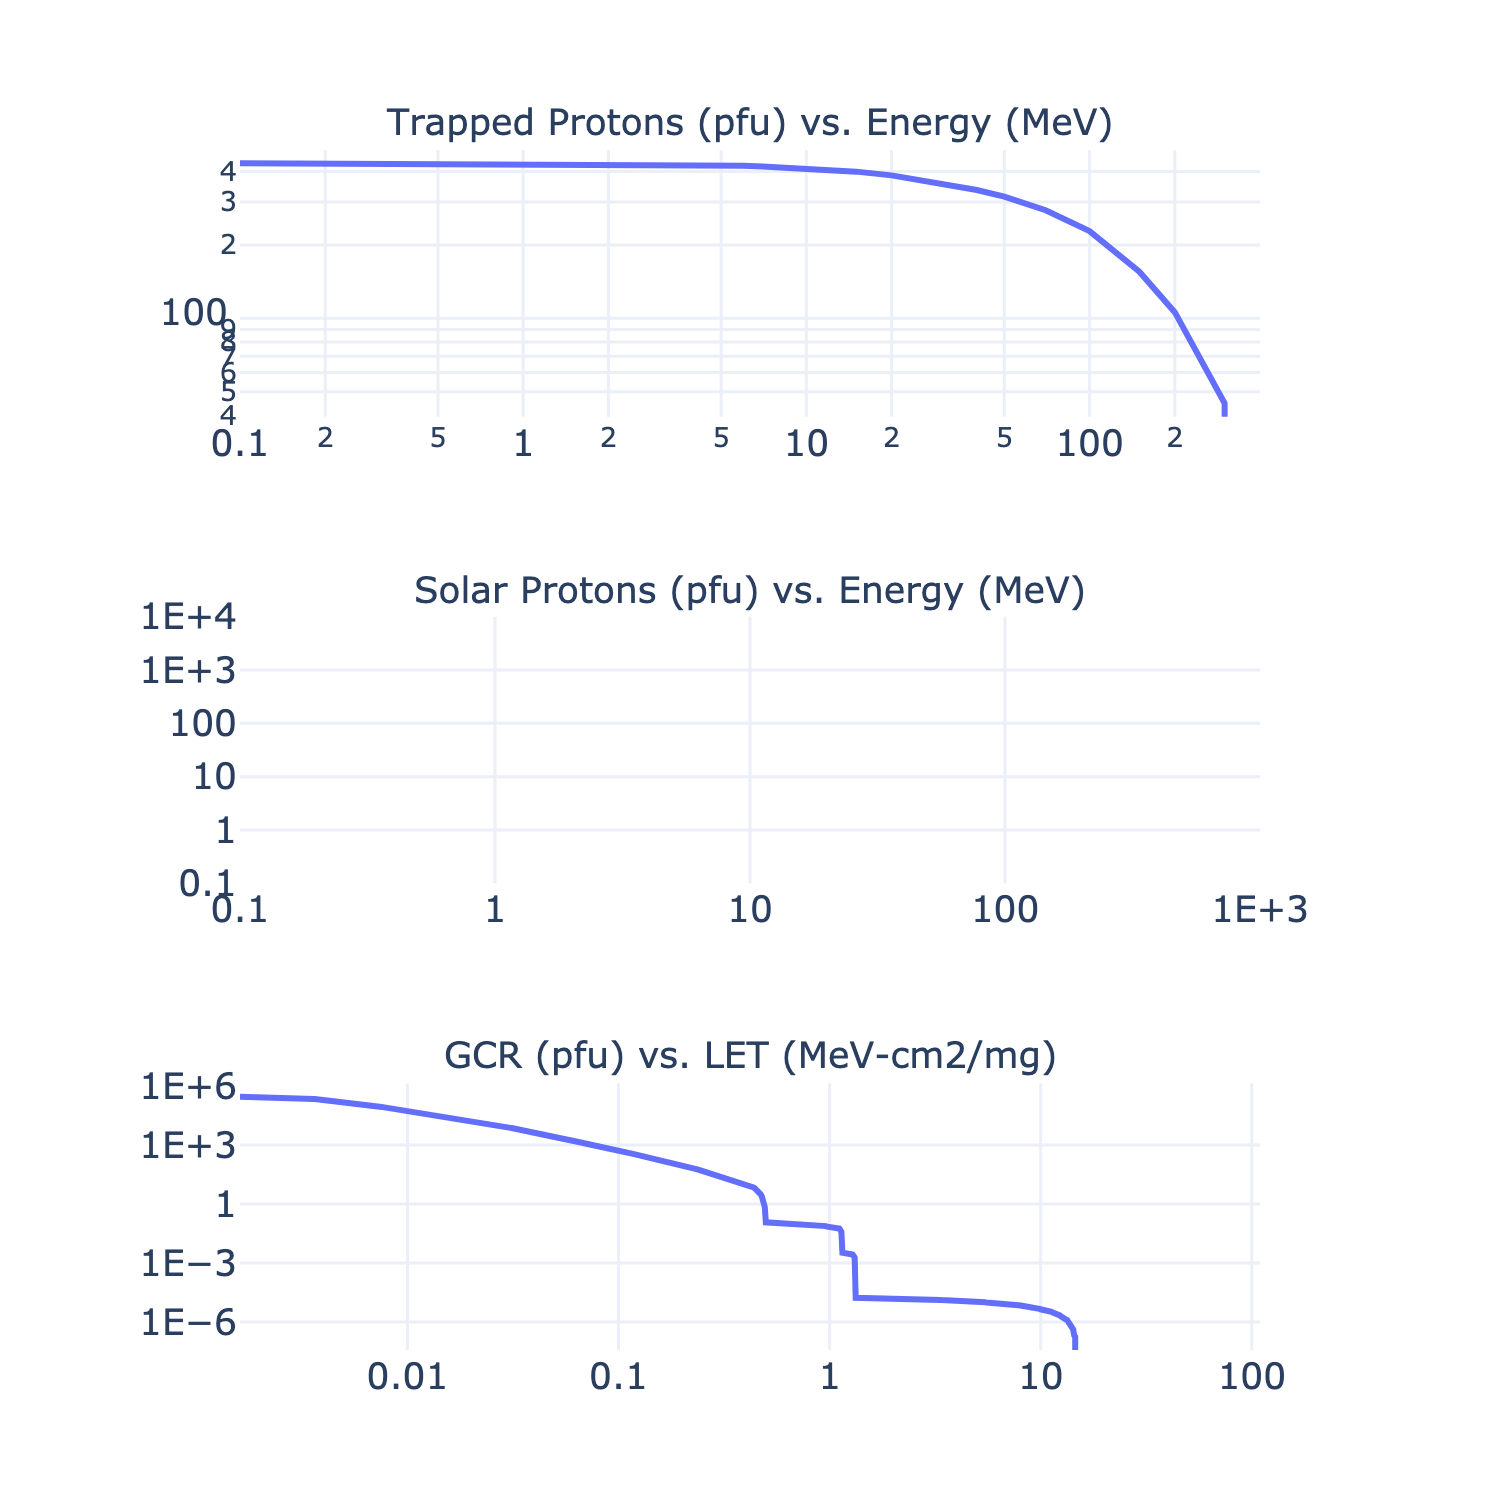 Trapped Protons (pfu) vs. Energy (MeV)
4
3
2
100
9
8
7
6
5
4
0.1 2 5 1 2 5 10 2 5 100 2
Solar Protons (pfu) vs. Energy (MeV)
1E+4
1E+3
100
10
1
0.1
0.1 1 10 100 1E+3
GCR (pfu) vs. LET (MeV-cm2/mg)
1E+6
1E+3
1
1E−3
1E−6
0.01 0.1 1 10 100